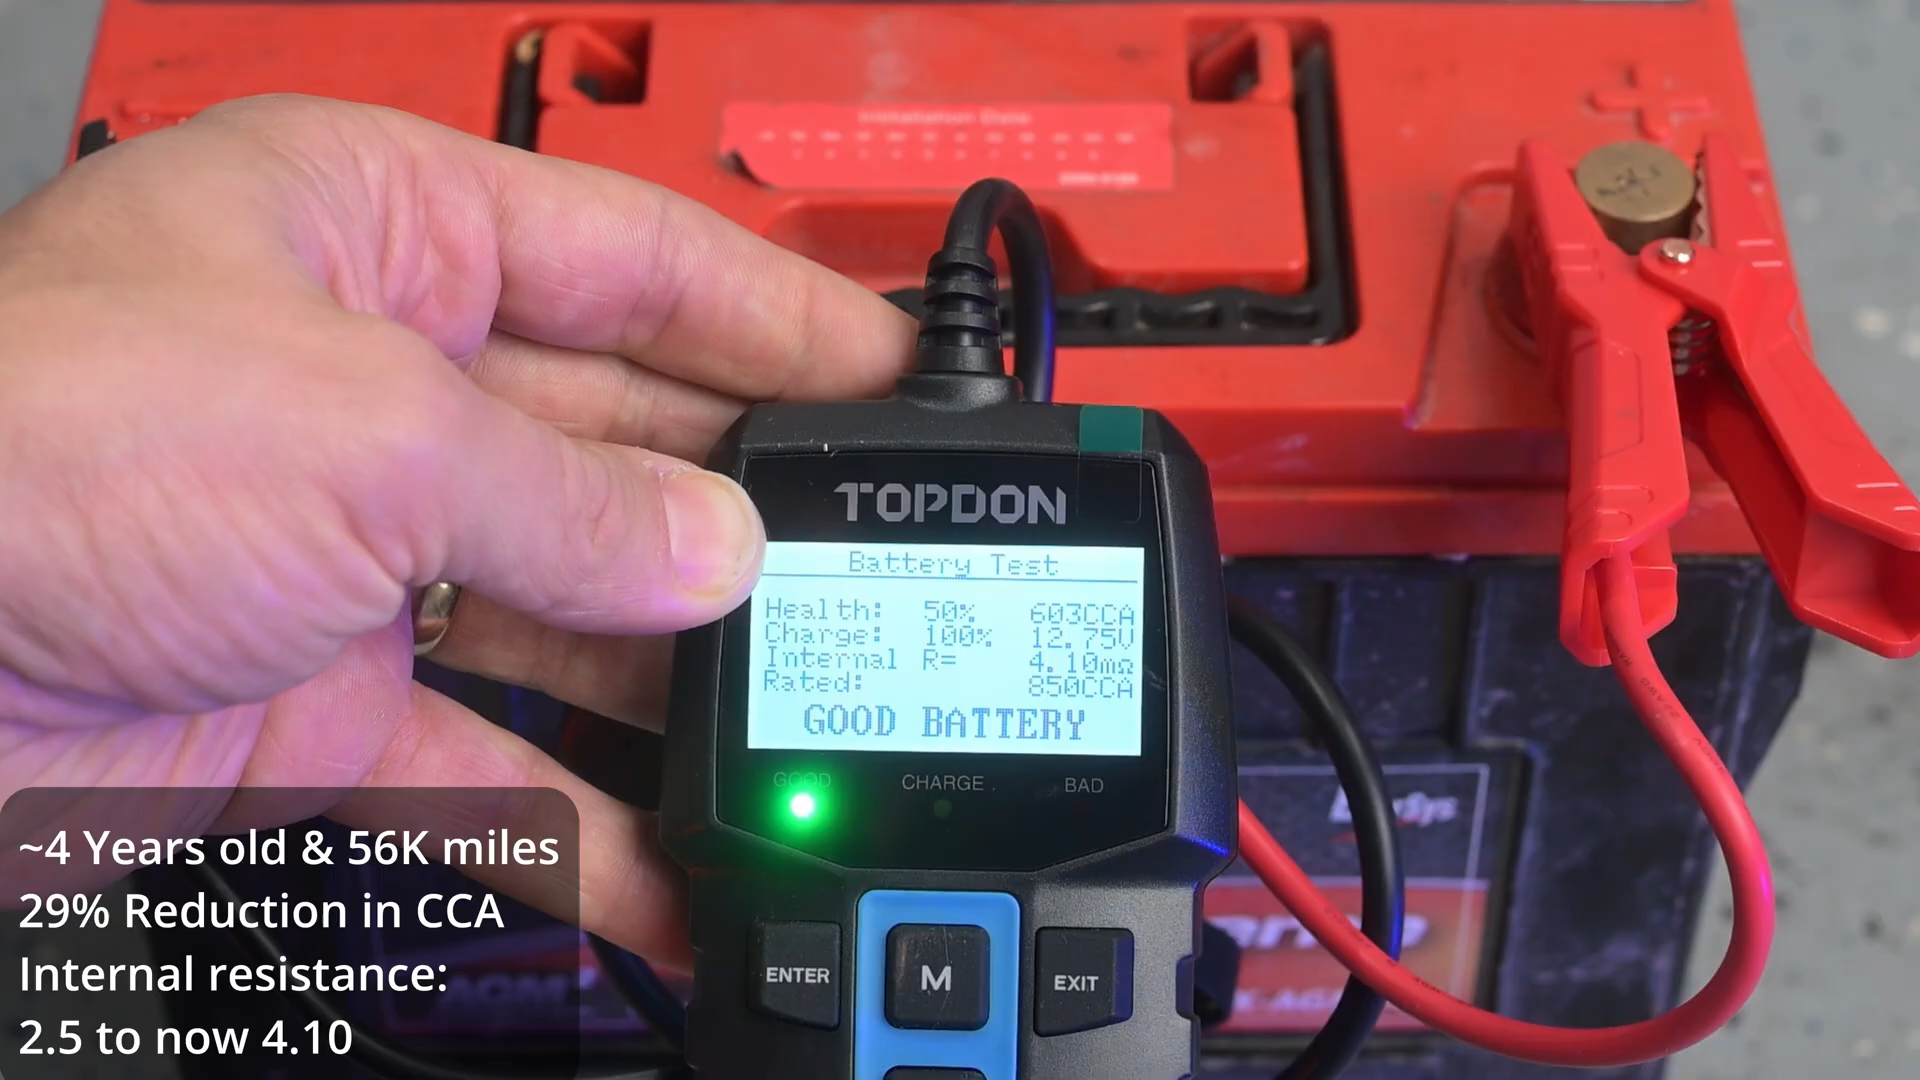 Installation Date
TOPDON
Battery Test
Health: 50% 603CCA
Charge: 100% 12.75V
Internal R= 4.10mΩ
Rated: 850CCA
GOOD BATTERY
GOOD CHARGE BAD
ENTER M EXIT
~4 Years old & 56K miles
29% Reduction in CCA
Internal resistance:
2.5 to now 4.10